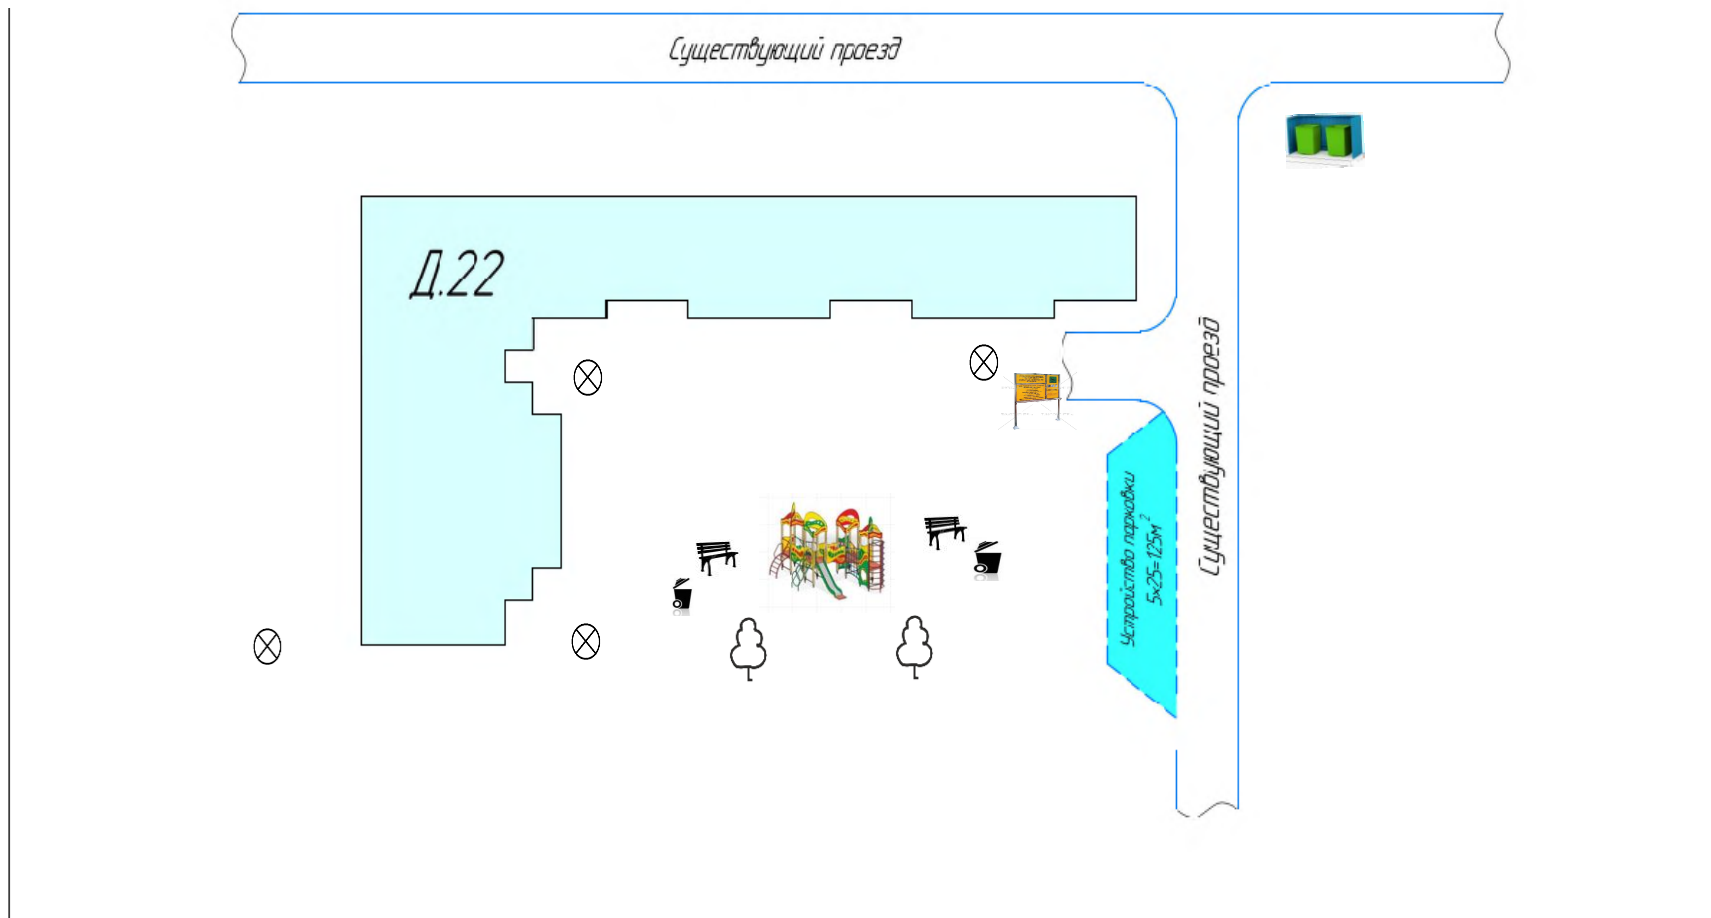 Существующий проезд
Д.22
Существующий проезд
Устройство парковки
5х25=125м²